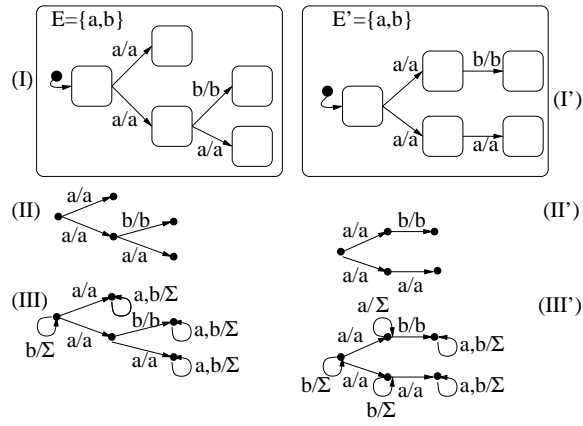 E={a,b}
a/a
(I)
b/b
a/a
a/a
E'={a,b}
b/b
a/a
(I')
a/a
a/a
(II)
a/a
b/b
a/a
a/a
(II')
a/a
b/b
a/a
a/a
(III)
a/a
a,b/Σ
b/b
a,b/Σ
b/Σ
a/a
a/a
a,b/Σ
(III')
a/Σ
b/b
a/a
a,b/Σ
b/Σ
a/a
a/a
a,b/Σ
b/Σ